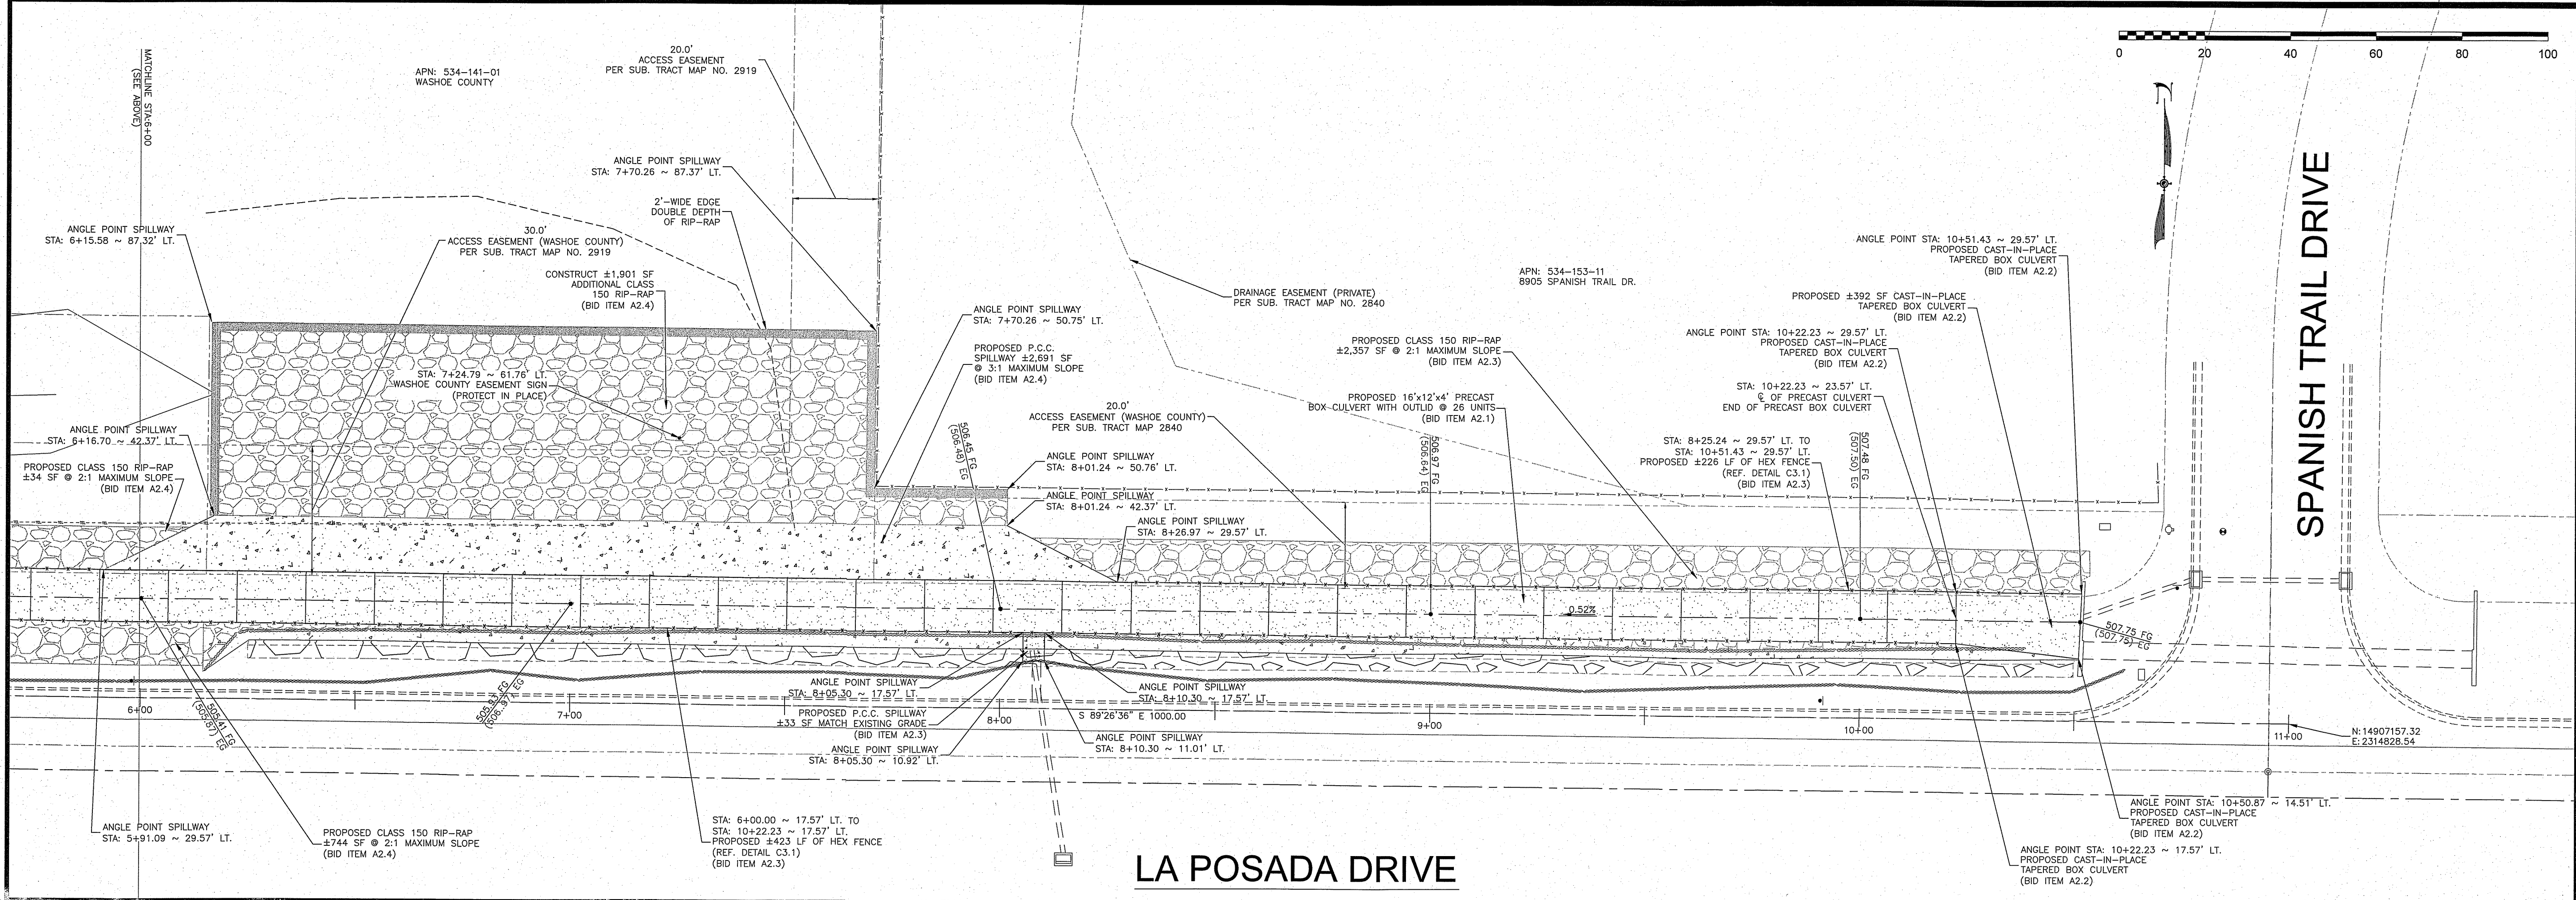 MATCHLINE STA:6+00
(SEE ABOVE)
APN: 534-141-01
WASHOE COUNTY
20.0'
ACCESS EASEMENT
PER SUB. TRACT MAP NO. 2919
0 20 40 60 80 100
ANGLE POINT SPILLWAY
STA: 7+70.26 ~ 87.37' LT.
2'-WIDE EDGE
DOUBLE DEPTH
OF RIP-RAP
ANGLE POINT SPILLWAY
STA: 6+15.58 ~ 87.32' LT.
30.0'
ACCESS EASEMENT (WASHOE COUNTY)
PER SUB. TRACT MAP NO. 2919
CONSTRUCT ±1,901 SF
ADDITIONAL CLASS
150 RIP-RAP
(BID ITEM A2.4)
STA: 7+24.79 ~ 61.76' LT.
WASHOE COUNTY EASEMENT SIGN
(PROTECT IN PLACE)
ANGLE POINT SPILLWAY
STA: 6+16.70 ~ 42.37' LT.
PROPOSED CLASS 150 RIP-RAP
±34 SF @ 2:1 MAXIMUM SLOPE
(BID ITEM A2.4)
ANGLE POINT SPILLWAY
STA: 7+70.26 ~ 50.75' LT.
PROPOSED P.C.C.
SPILLWAY ±2,691 SF
@ 3:1 MAXIMUM SLOPE
(BID ITEM A2.4)
DRAINAGE EASEMENT (PRIVATE)
PER SUB. TRACT MAP NO. 2840
APN: 534-153-11
8905 SPANISH TRAIL DR.
20.0'
ACCESS EASEMENT (WASHOE COUNTY)
PER SUB. TRACT MAP 2840
ANGLE POINT SPILLWAY
STA: 8+01.24 ~ 50.76' LT.
ANGLE POINT SPILLWAY
STA: 8+01.24 ~ 42.37' LT.
ANGLE POINT SPILLWAY
STA: 8+26.97 ~ 29.57' LT.
PROPOSED CLASS 150 RIP-RAP
±2,357 SF @ 2:1 MAXIMUM SLOPE
(BID ITEM A2.3)
PROPOSED 16'x12'x4' PRECAST
BOX CULVERT WITH OUTLID @ 26 UNITS
(BID ITEM A2.1)
ANGLE POINT STA: 10+51.43 ~ 29.57' LT.
PROPOSED CAST-IN-PLACE
TAPERED BOX CULVERT
(BID ITEM A2.2)
PROPOSED ±392 SF CAST-IN-PLACE
TAPERED BOX CULVERT
(BID ITEM A2.2)
ANGLE POINT STA: 10+22.23 ~ 29.57' LT.
PROPOSED CAST-IN-PLACE
TAPERED BOX CULVERT
(BID ITEM A2.2)
STA: 10+22.23 ~ 23.57' LT.
℄ OF PRECAST CULVERT
END OF PRECAST BOX CULVERT
STA: 8+25.24 ~ 29.57' LT. TO
STA: 10+51.43 ~ 29.57' LT.
PROPOSED ±226 LF OF HEX FENCE
(REF. DETAIL C3.1)
(BID ITEM A2.3)
SPANISH TRAIL DRIVE
506.45 FG
(506.48) EG
506.97 FG
(506.64) EG
507.48 FG
(507.50) EG
0.52%
507.75 FG
(507.75) EG
505.41 FG
(505.87) EG
505.93 FG
(506.97) EG
6+00
7+00
8+00
9+00
10+00
11+00
S 89°26'36" E 1000.00
N:14907157.32
E:2314828.54
ANGLE POINT SPILLWAY
STA: 8+05.30 ~ 17.57' LT.
PROPOSED P.C.C. SPILLWAY
±33 SF MATCH EXISTING GRADE
(BID ITEM A2.3)
ANGLE POINT SPILLWAY
STA: 8+05.30 ~ 10.92' LT.
ANGLE POINT SPILLWAY
STA: 8+10.30 ~ 17.57' LT.
ANGLE POINT SPILLWAY
STA: 8+10.30 ~ 11.01' LT.
ANGLE POINT SPILLWAY
STA: 5+91.09 ~ 29.57' LT.
PROPOSED CLASS 150 RIP-RAP
±744 SF @ 2:1 MAXIMUM SLOPE
(BID ITEM A2.4)
STA: 6+00.00 ~ 17.57' LT. TO
STA: 10+22.23 ~ 17.57' LT.
PROPOSED ±423 LF OF HEX FENCE
(REF. DETAIL C3.1)
(BID ITEM A2.3)
LA POSADA DRIVE
ANGLE POINT STA: 10+50.87 ~ 14.51' LT.
PROPOSED CAST-IN-PLACE
TAPERED BOX CULVERT
(BID ITEM A2.2)
ANGLE POINT STA: 10+22.23 ~ 17.57' LT.
PROPOSED CAST-IN-PLACE
TAPERED BOX CULVERT
(BID ITEM A2.2)